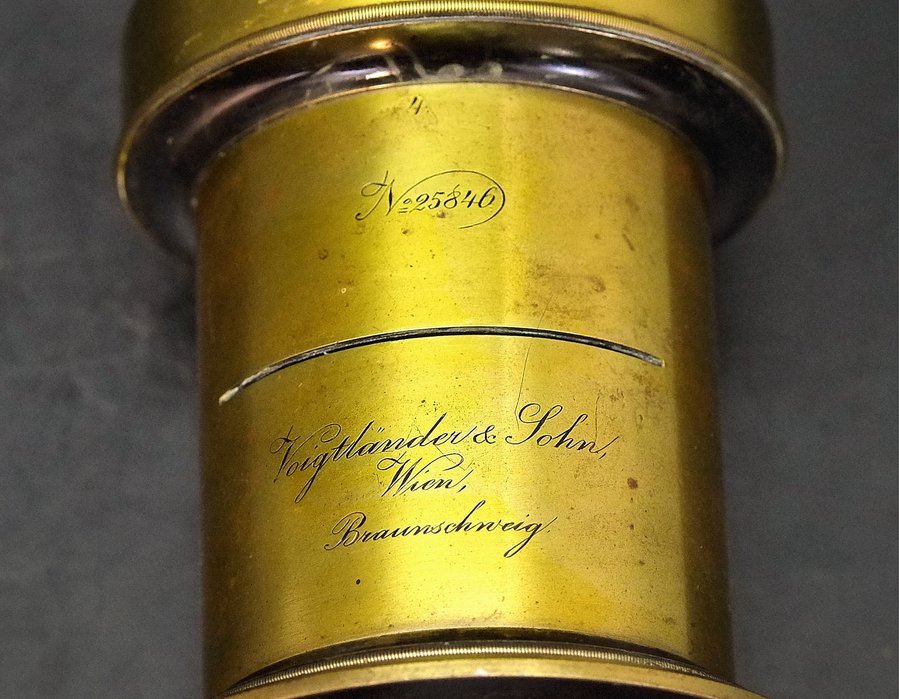 4
No 25846
Voigtländer & Sohn,
Wien,
Braunschweig.